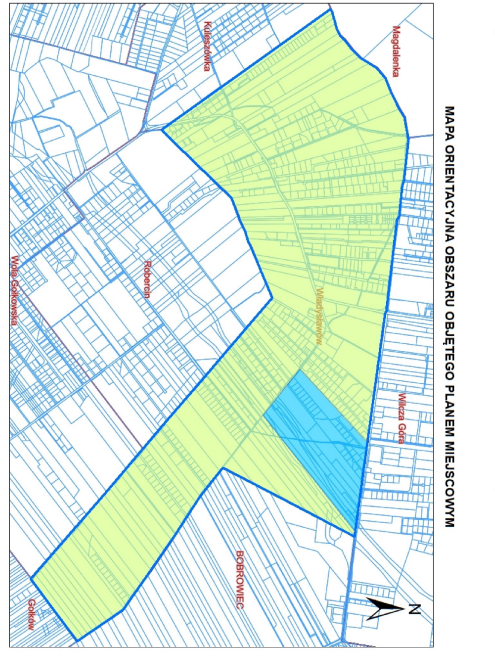 MAPA ORIENTACYJNA OBSZARU OBJĘTEGO PLANEM MIEJSCOWYM
Magdalenka
Kuleszówka
Wilcza Góra
Władysławów
Robercin
Wola Gołkowska
BOBROWIEC
Gołków
N